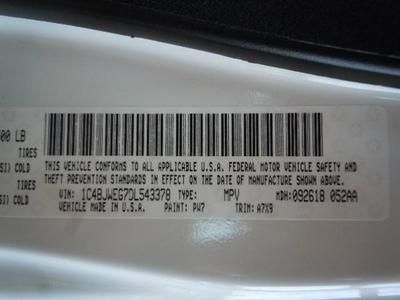 00 LB
TIRES
SI) COLD
THIS VEHICLE CONFORMS TO ALL APPLICABLE U.S.A. FEDERAL MOTOR VEHICLE SAFETY AND
THEFT PREVENTION STANDARDS IN EFFECT ON THE DATE OF MANUFACTURE SHOWN ABOVE.
TIRES
VIN: 1C4BJWEG7DL543378 TYPE: MPV MDH: 092618 052AA
SI) COLD
VEHICLE MADE IN U.S.A. PAINT: PW7 TRIM: A7X9